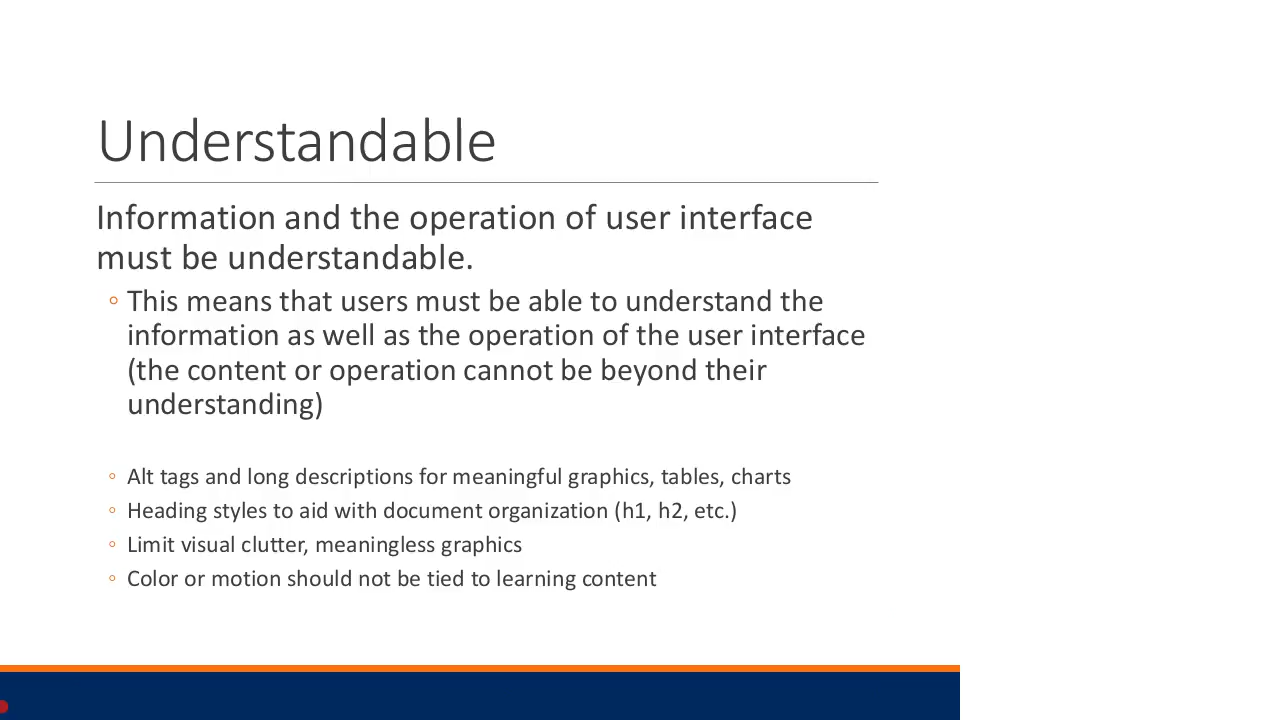 Understandable
Information and the operation of user interface
must be understandable.
◦ This means that users must be able to understand the
information as well as the operation of the user interface
(the content or operation cannot be beyond their
understanding)
◦ Alt tags and long descriptions for meaningful graphics, tables, charts
◦ Heading styles to aid with document organization (h1, h2, etc.)
◦ Limit visual clutter, meaningless graphics
◦ Color or motion should not be tied to learning content